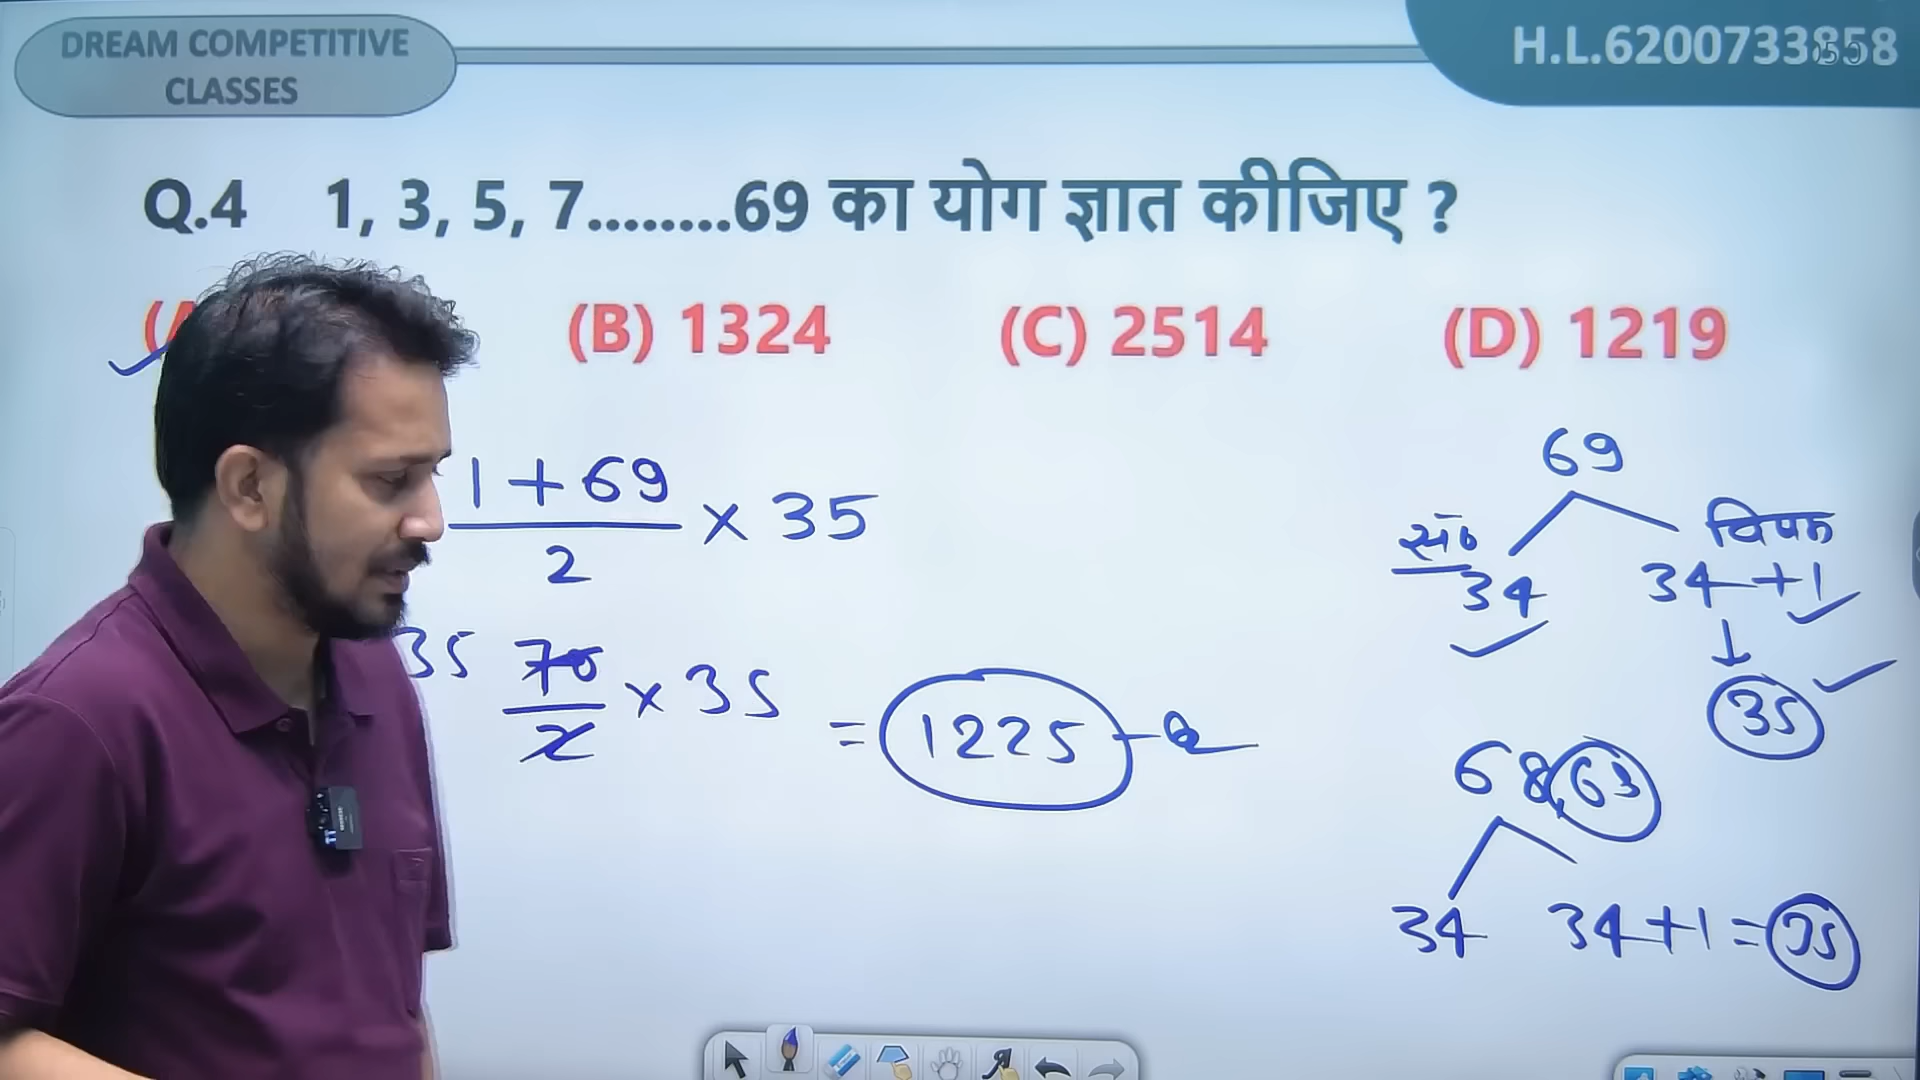 DREAM COMPETITIVE
CLASSES
H.L.6200733858
Q.4 1, 3, 5, 7........69 का योग ज्ञात कीजिए ?
(B) 1324 (C) 2514 (D) 1219
1 + 69
2
× 35
35 70
2
× 35
= 1225
69
सं०
34
विषम
34 + 1
35
68, 63
34
34 + 1 = 35